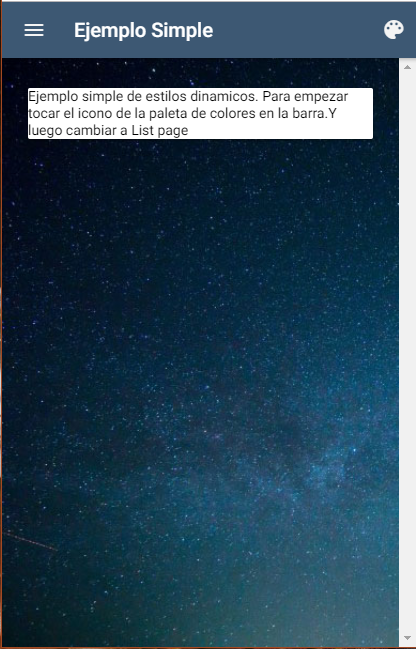 Ejemplo Simple
Ejemplo simple de estilos dinamicos. Para empezar
tocar el icono de la paleta de colores en la barra.Y
luego cambiar a List page